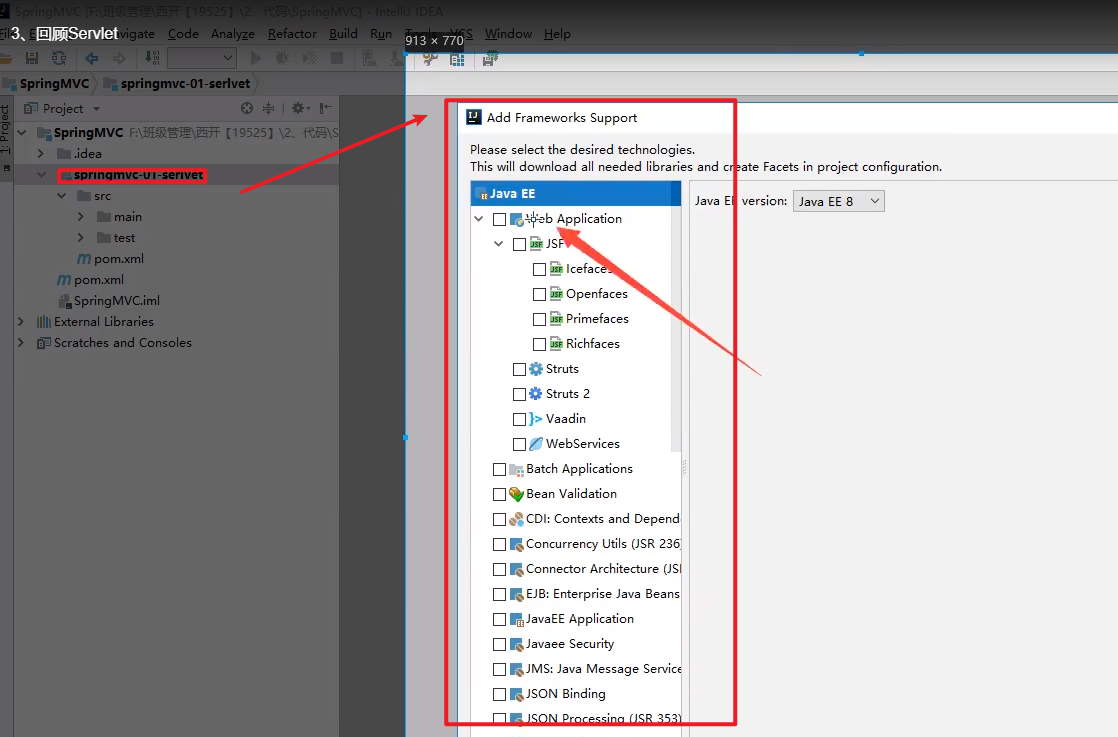 SpringMVC [F:\班级管理\西开【19525】\2、代码\SpringMVC] - IntelliJ IDEA
3、回顾Servlet
Navigate Code Analyze Refactor Build Run Tools VCS Window Help
913 × 770
SpringMVC springmvc-01-serlvet
1: Project
Project
SpringMVC F:\班级管理\西开【19525】\2、代码\S
.idea
springmvc-01-serlvet
src
main
test
pom.xml
pom.xml
SpringMVC.iml
External Libraries
Scratches and Consoles
Add Frameworks Support
Please select the desired technologies.
This will download all needed libraries and create Facets in project configuration.
Java EE
Java EE version: Java EE 8
Web Application
JSF
Icefaces
Openfaces
Primefaces
Richfaces
Struts
Struts 2
Vaadin
WebServices
Batch Applications
Bean Validation
CDI: Contexts and Depend
Concurrency Utils (JSR 236)
Connector Architecture (JSI
EJB: Enterprise Java Beans
JavaEE Application
Javaee Security
JMS: Java Message Service
JSON Binding
JSON Processing (JSR 353)